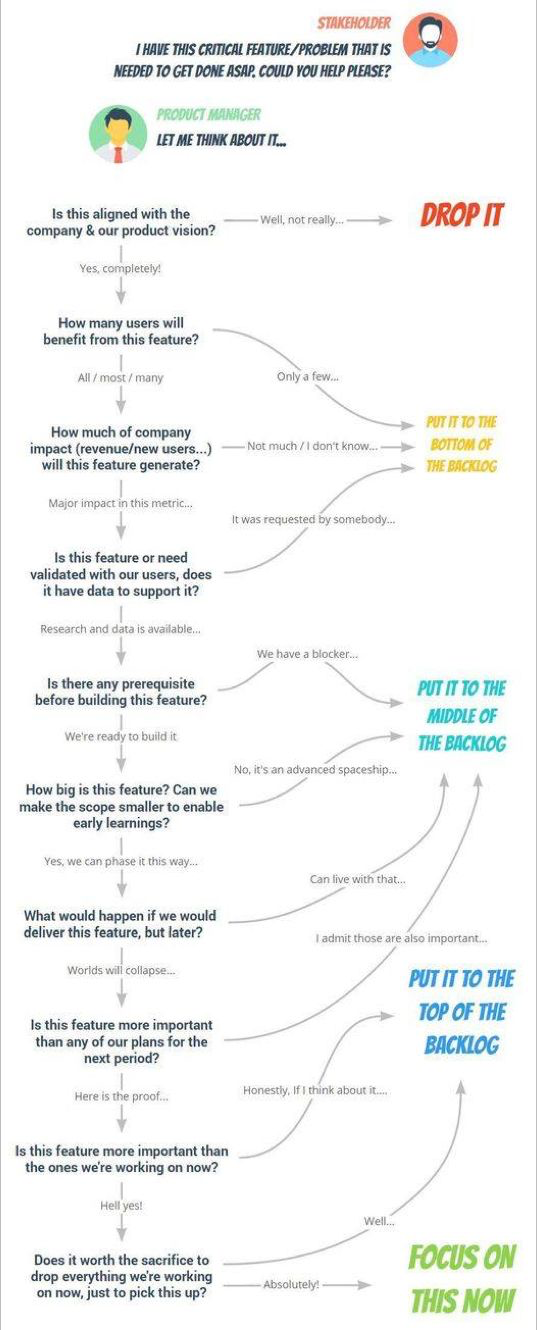 STAKEHOLDER
I HAVE THIS CRITICAL FEATURE/PROBLEM THAT IS
NEEDED TO GET DONE ASAP. COULD YOU HELP PLEASE?
PRODUCT MANAGER
LET ME THINK ABOUT IT...
Is this aligned with the
company & our product vision?
Well, not really...
DROP IT
Yes, completely!
How many users will
benefit from this feature?
Only a few...
All / most / many
How much of company
impact (revenue/new users...)
will this feature generate?
Not much / I don't know...
PUT IT TO THE
BOTTOM OF
THE BACKLOG
Major impact in this metric...
It was requested by somebody...
Is this feature or need
validated with our users, does
it have data to support it?
Research and data is available...
We have a blocker...
Is there any prerequisite
before building this feature?
PUT IT TO THE
MIDDLE OF
THE BACKLOG
We're ready to build it
No, it's an advanced spaceship...
How big is this feature? Can we
make the scope smaller to enable
early learnings?
Yes, we can phase it this way...
Can live with that...
What would happen if we would
deliver this feature, but later?
I admit those are also important...
Worlds will collapse...
PUT IT TO THE
TOP OF THE
BACKLOG
Is this feature more important
than any of our plans for the
next period?
Here is the proof...
Honestly, If I think about it....
Is this feature more important than
the ones we're working on now?
Hell yes!
Well...
Does it worth the sacrifice to
drop everything we're working
on now, just to pick this up?
Absolutely!
FOCUS ON
THIS NOW